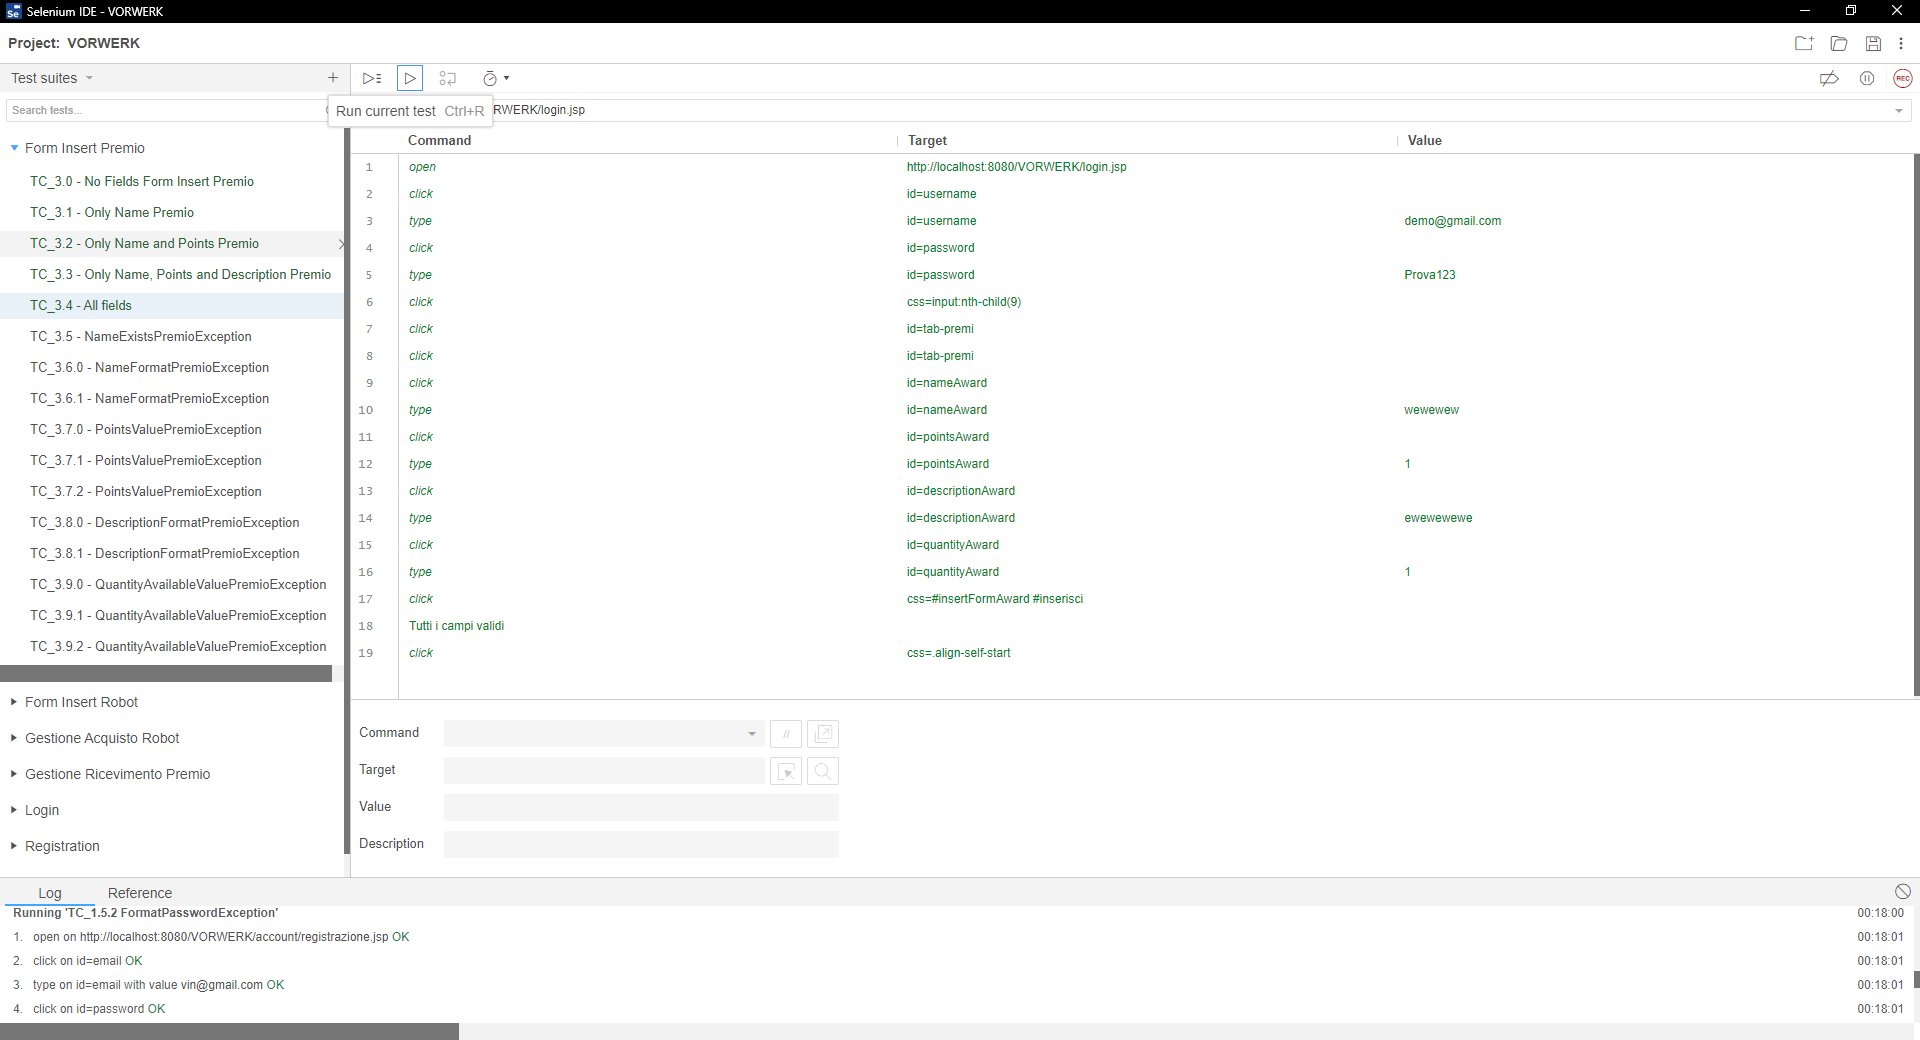 Selenium IDE - VORWERK
Project: VORWERK
Test suites
Search tests...
Run current test Ctrl+R
RWERK/login.jsp
Form Insert Premio
TC_3.0 - No Fields Form Insert Premio
TC_3.1 - Only Name Premio
TC_3.2 - Only Name and Points Premio
TC_3.3 - Only Name, Points and Description Premio
TC_3.4 - All fields
TC_3.5 - NameExistsPremioException
TC_3.6.0 - NameFormatPremioException
TC_3.6.1 - NameFormatPremioException
TC_3.7.0 - PointsValuePremioException
TC_3.7.1 - PointsValuePremioException
TC_3.7.2 - PointsValuePremioException
TC_3.8.0 - DescriptionFormatPremioException
TC_3.8.1 - DescriptionFormatPremioException
TC_3.9.0 - QuantityAvailableValuePremioException
TC_3.9.1 - QuantityAvailableValuePremioException
TC_3.9.2 - QuantityAvailableValuePremioException
Form Insert Robot
Gestione Acquisto Robot
Gestione Ricevimento Premio
Login
Registration
REC
Command Target Value
1 open http://localhost:8080/VORWERK/login.jsp
2 click id=username
3 type id=username demo@gmail.com
4 click id=password
5 type id=password Prova123
6 click css=input:nth-child(9)
7 click id=tab-premi
8 click id=tab-premi
9 click id=nameAward
10 type id=nameAward wewewew
11 click id=pointsAward
12 type id=pointsAward 1
13 click id=descriptionAward
14 type id=descriptionAward ewewewewe
15 click id=quantityAward
16 type id=quantityAward 1
17 click css=#insertFormAward #inserisci
18 Tutti i campi validi
19 click css=.align-self-start
Command //
Target
Value
Description
Log Reference
Running 'TC_1.5.2 FormatPasswordException' 00:18:00
1. open on http://localhost:8080/VORWERK/account/registrazione.jsp OK 00:18:01
2. click on id=email OK 00:18:01
3. type on id=email with value vin@gmail.com OK 00:18:01
4. click on id=password OK 00:18:01